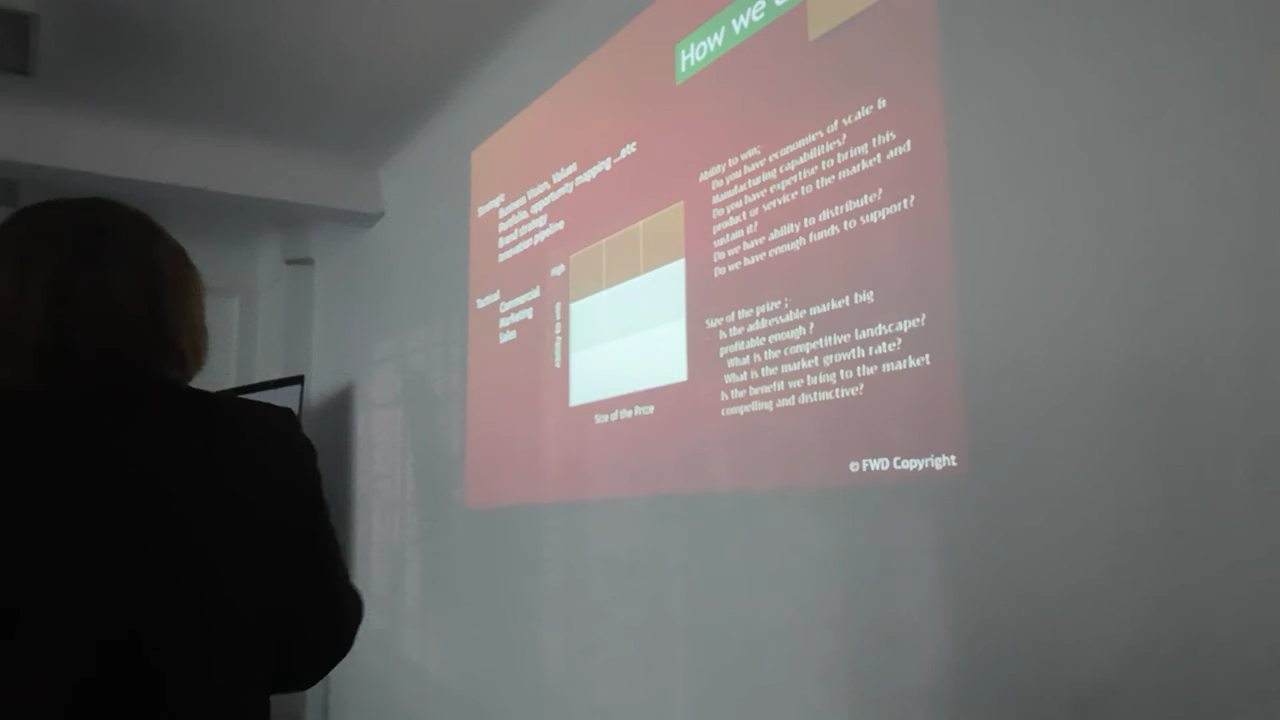 How we
Strategic
Business Vision, Values
Portfolio, opportunity mapping ...etc
Brand strategy
Innovation pipeline
Tactical
Commercial
Marketing
Sales
High
Ability to win
Size of the Prize
Ability to win;
Do you have economies of scale &
Manufacturing capabilities?
Do you have expertise to bring this
product or service to the market and
sustain it?
Do we have ability to distribute?
Do we have enough funds to support?
Size of the prize ;
Is the addressable market big
profitable enough ?
What is the competitive landscape?
What is the market growth rate?
Is the benefit we bring to the market
compelling and distinctive?
© FWD Copyright